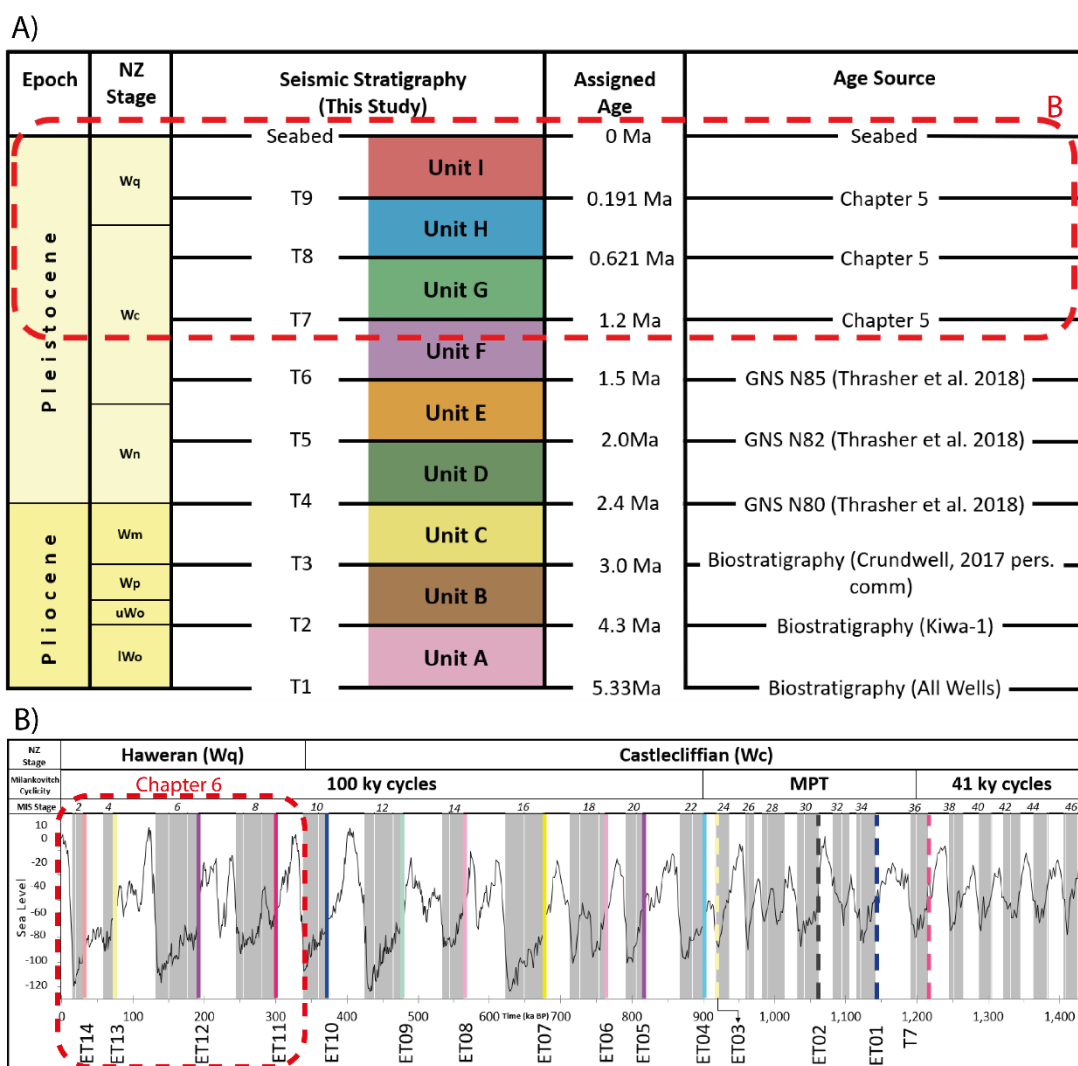 A)
Epoch
NZ
Stage
Seismic Stratigraphy
(This Study)
Assigned
Age
Age Source
B
Seabed
0 Ma
Seabed
Unit I
Wq
T9
0.191 Ma
Chapter 5
Unit H
T8
0.621 Ma
Chapter 5
Pleistocene
Unit G
Wc
T7
1.2 Ma
Chapter 5
Unit F
T6
1.5 Ma
GNS N85 (Thrasher et al. 2018)
Unit E
T5
2.0Ma
GNS N82 (Thrasher et al. 2018)
Wn
Unit D
T4
2.4 Ma
GNS N80 (Thrasher et al. 2018)
Wm
Unit C
T3
3.0 Ma
Biostratigraphy (Crundwell, 2017 pers.
comm)
Pliocene
Wp
Unit B
uWo
T2
4.3 Ma
Biostratigraphy (Kiwa-1)
lWo
Unit A
T1
5.33Ma
Biostratigraphy (All Wells)
B)
NZ
Stage
Haweran (Wq)
Castlecliffian (Wc)
Milankovitch
Cyclicity
Chapter 6
100 ky cycles
MPT
41 ky cycles
MIS Stage
2 4 6 8 10 12 14 16 18 20 22 24 26 28 30 32 34 36 38 40 42 44 46
Sea Level
10
0
-20
-40
-60
-80
-100
-120
0 100 200 300 400 500 600 Time (ka BP) 700 800 900 1,000 1,100 1,200 1,300 1,400
ET14 ET13 ET12 ET11 ET10 ET09 ET08 ET07 ET06 ET05 ET04 ET03 ET02 ET01 T7